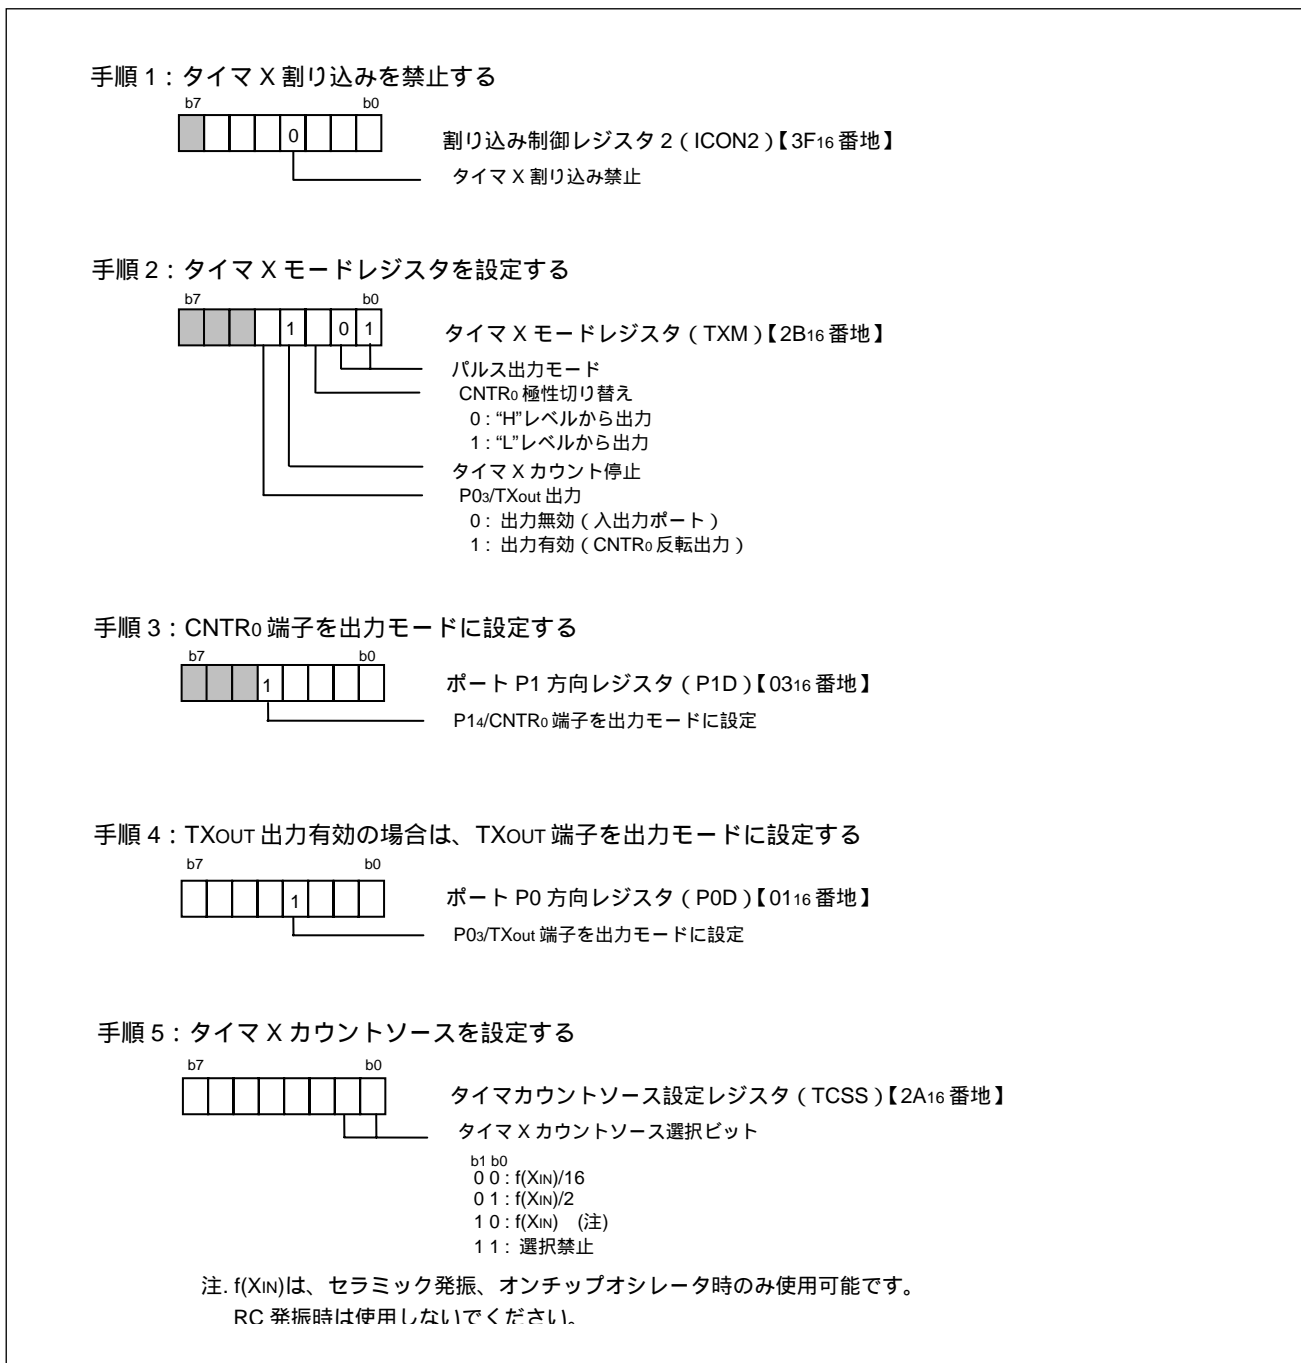 手順 1：タイマ X 割り込みを禁止する
b7 b0
0
割り込み制御レジスタ 2（ICON2）【3F16 番地】
タイマ X 割り込み禁止
手順 2：タイマ X モードレジスタを設定する
b7 b0
1 0 1
タイマ X モードレジスタ（TXM）【2B16 番地】
パルス出力モード
CNTR0 極性切り替え
0：“H”レベルから出力
1：“L”レベルから出力
タイマ X カウント停止
P03/TXout 出力
0：出力無効（入出力ポート）
1：出力有効（CNTR0 反転出力）
手順 3：CNTR0 端子を出力モードに設定する
b7 b0
1
ポート P1 方向レジスタ（P1D）【0316 番地】
P14/CNTR0 端子を出力モードに設定
手順 4：TXOUT 出力有効の場合は、TXOUT 端子を出力モードに設定する
b7 b0
1
ポート P0 方向レジスタ（P0D）【0116 番地】
P03/TXout 端子を出力モードに設定
手順 5：タイマ X カウントソースを設定する
b7 b0
タイマカウントソース設定レジスタ（TCSS）【2A16 番地】
タイマ X カウントソース選択ビット
b1 b0
0 0：f(XIN)/16
0 1：f(XIN)/2
1 0：f(XIN) (注)
1 1：選択禁止
注. f(XIN)は、セラミック発振、オンチップオシレータ時のみ使用可能です。
RC 発振時は使用しないでください。